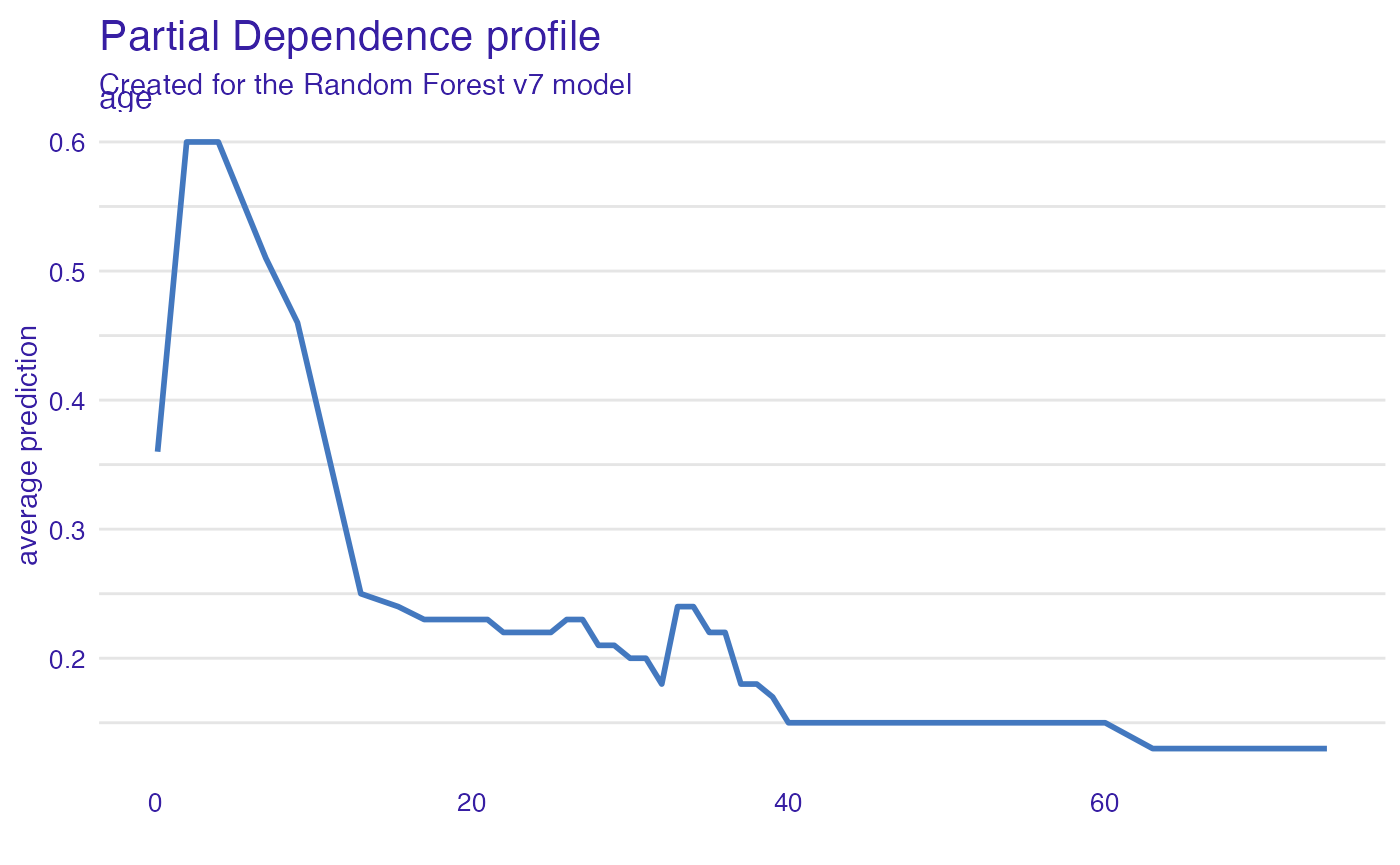 Partial Dependence profile
Created for the Random Forest v7 model
age
average prediction
0.6
0.5
0.4
0.3
0.2
0 20 40 60